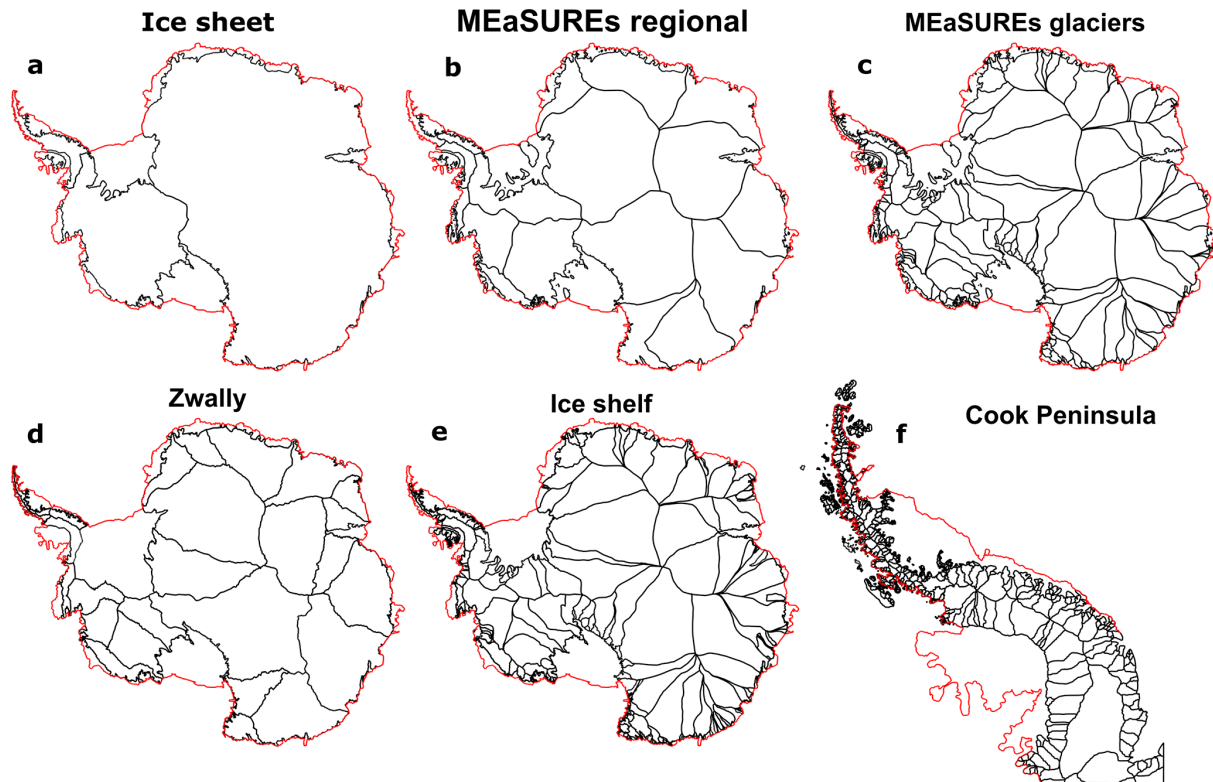 Ice sheet
MEaSUREs regional
MEaSUREs glaciers
a
b
c
Zwally
Ice shelf
Cook Peninsula
d
e
f